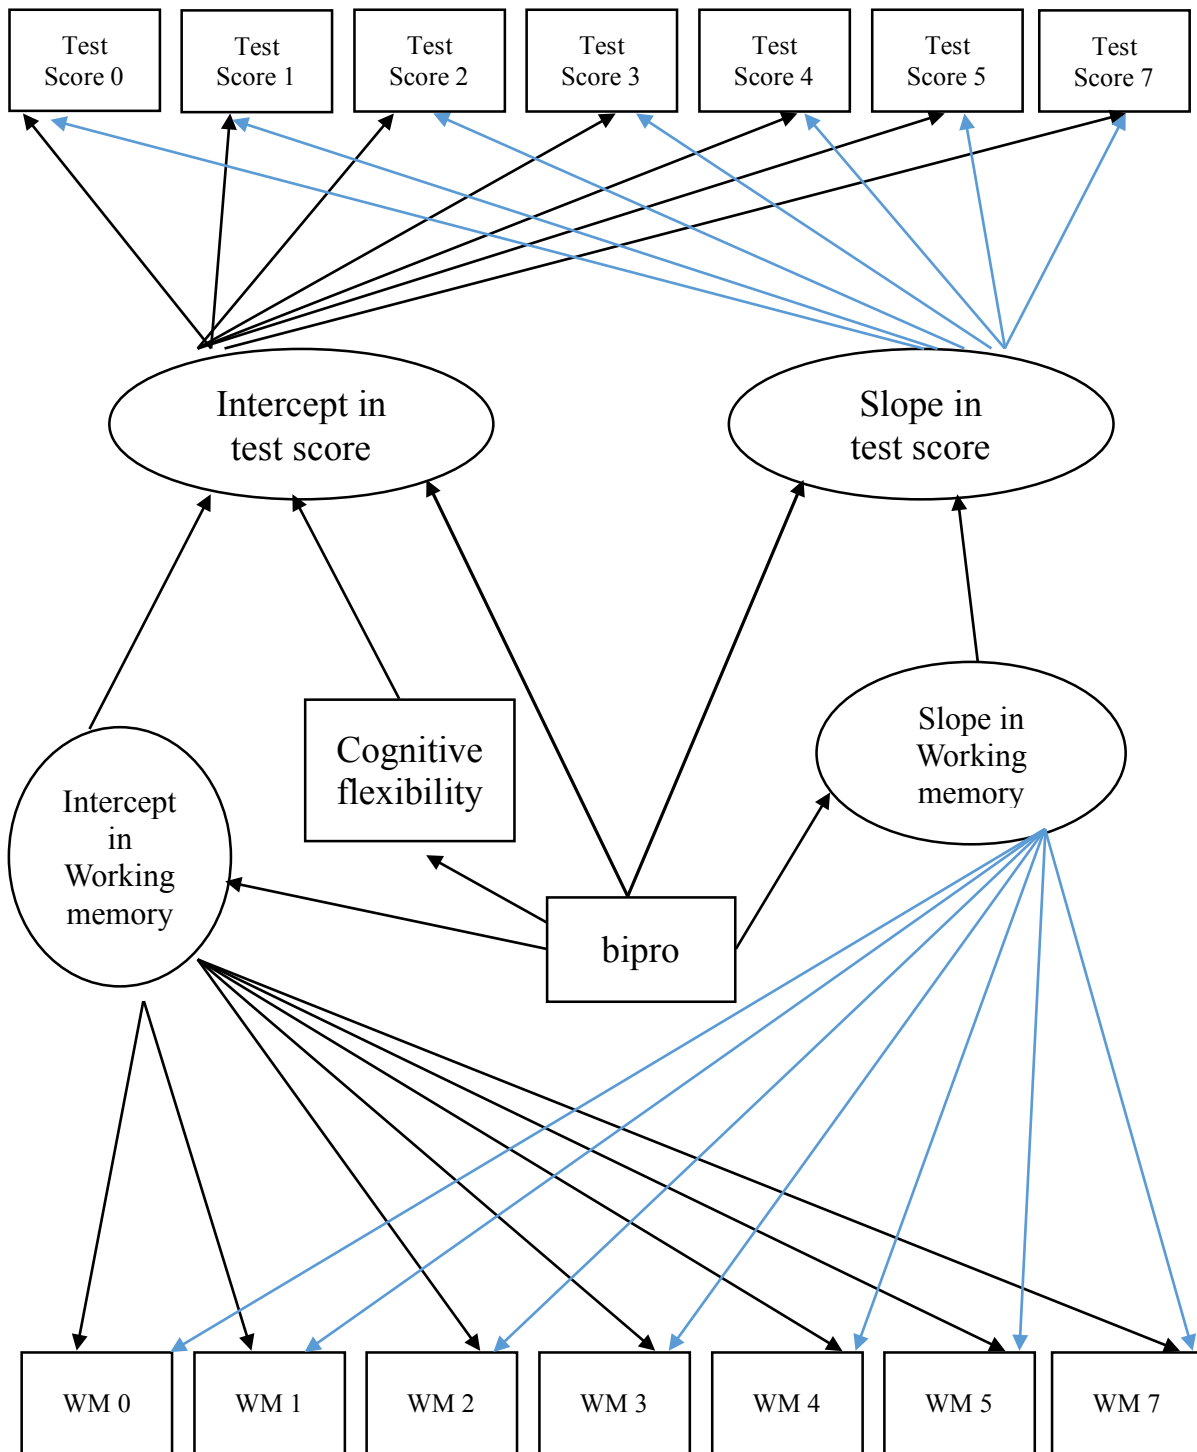 Test
Score 0
Test
Score 1
Test
Score 2
Test
Score 3
Test
Score 4
Test
Score 5
Test
Score 7
Intercept in
test score
Slope in
test score
Cognitive
flexibility
Slope in
Working
memory
Intercept
in
Working
memory
bipro
WM 0
WM 1
WM 2
WM 3
WM 4
WM 5
WM 7